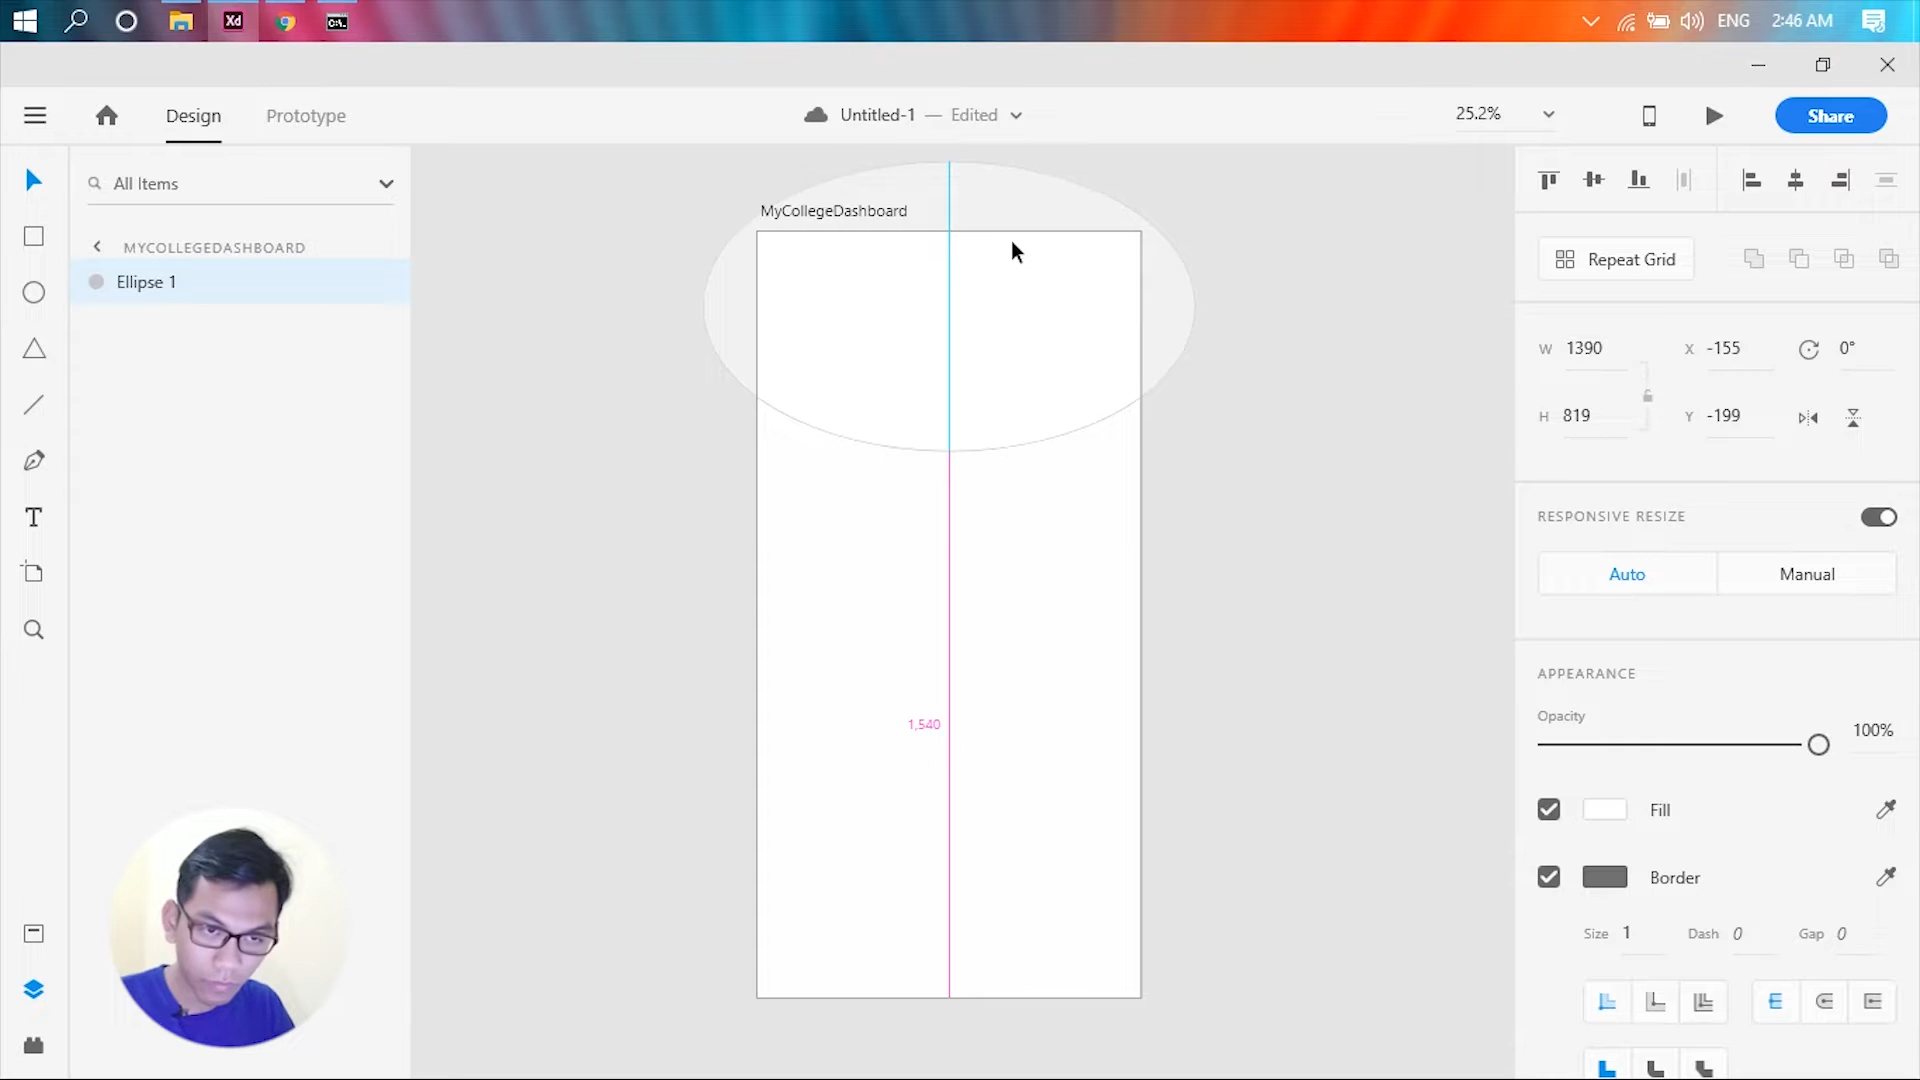 Xd
C:\.
ENG
2:46 AM
Design
Prototype
Untitled-1 — Edited
25.2%
Share
All Items
MYCOLLEGEDASHBOARD
Ellipse 1
MyCollegeDashboard
1,540
Repeat Grid
W 1390
X -155
0°
H 819
Y -199
RESPONSIVE RESIZE
Auto
Manual
APPEARANCE
Opacity
100%
Fill
Border
Size 1
Dash 0
Gap 0